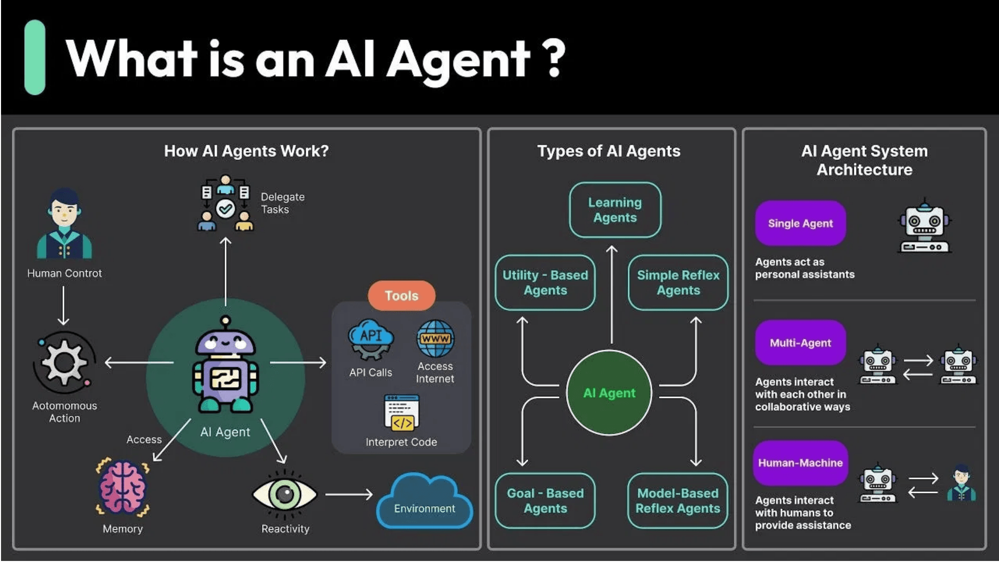 What is an AI Agent ?
How AI Agents Work?
Delegate
Tasks
Human Controt
Tools
API
API Calls
WWW
Access
Internet
</>
Interpret Code
Aotomomous
Action
AI Agent
Access
Memory
Reactivity
Environment
Types of AI Agents
Learning
Agents
Utility - Based
Agents
Simple Reflex
Agents
AI Agent
Goal - Based
Agents
Model-Based
Reflex Agents
AI Agent System
Architecture
Single Agent
Agents act as
personal assistants
Multi-Agent
Agents interact
with each other in
collaborative ways
Human-Machine
Agents interact
with humans to
provide assistance